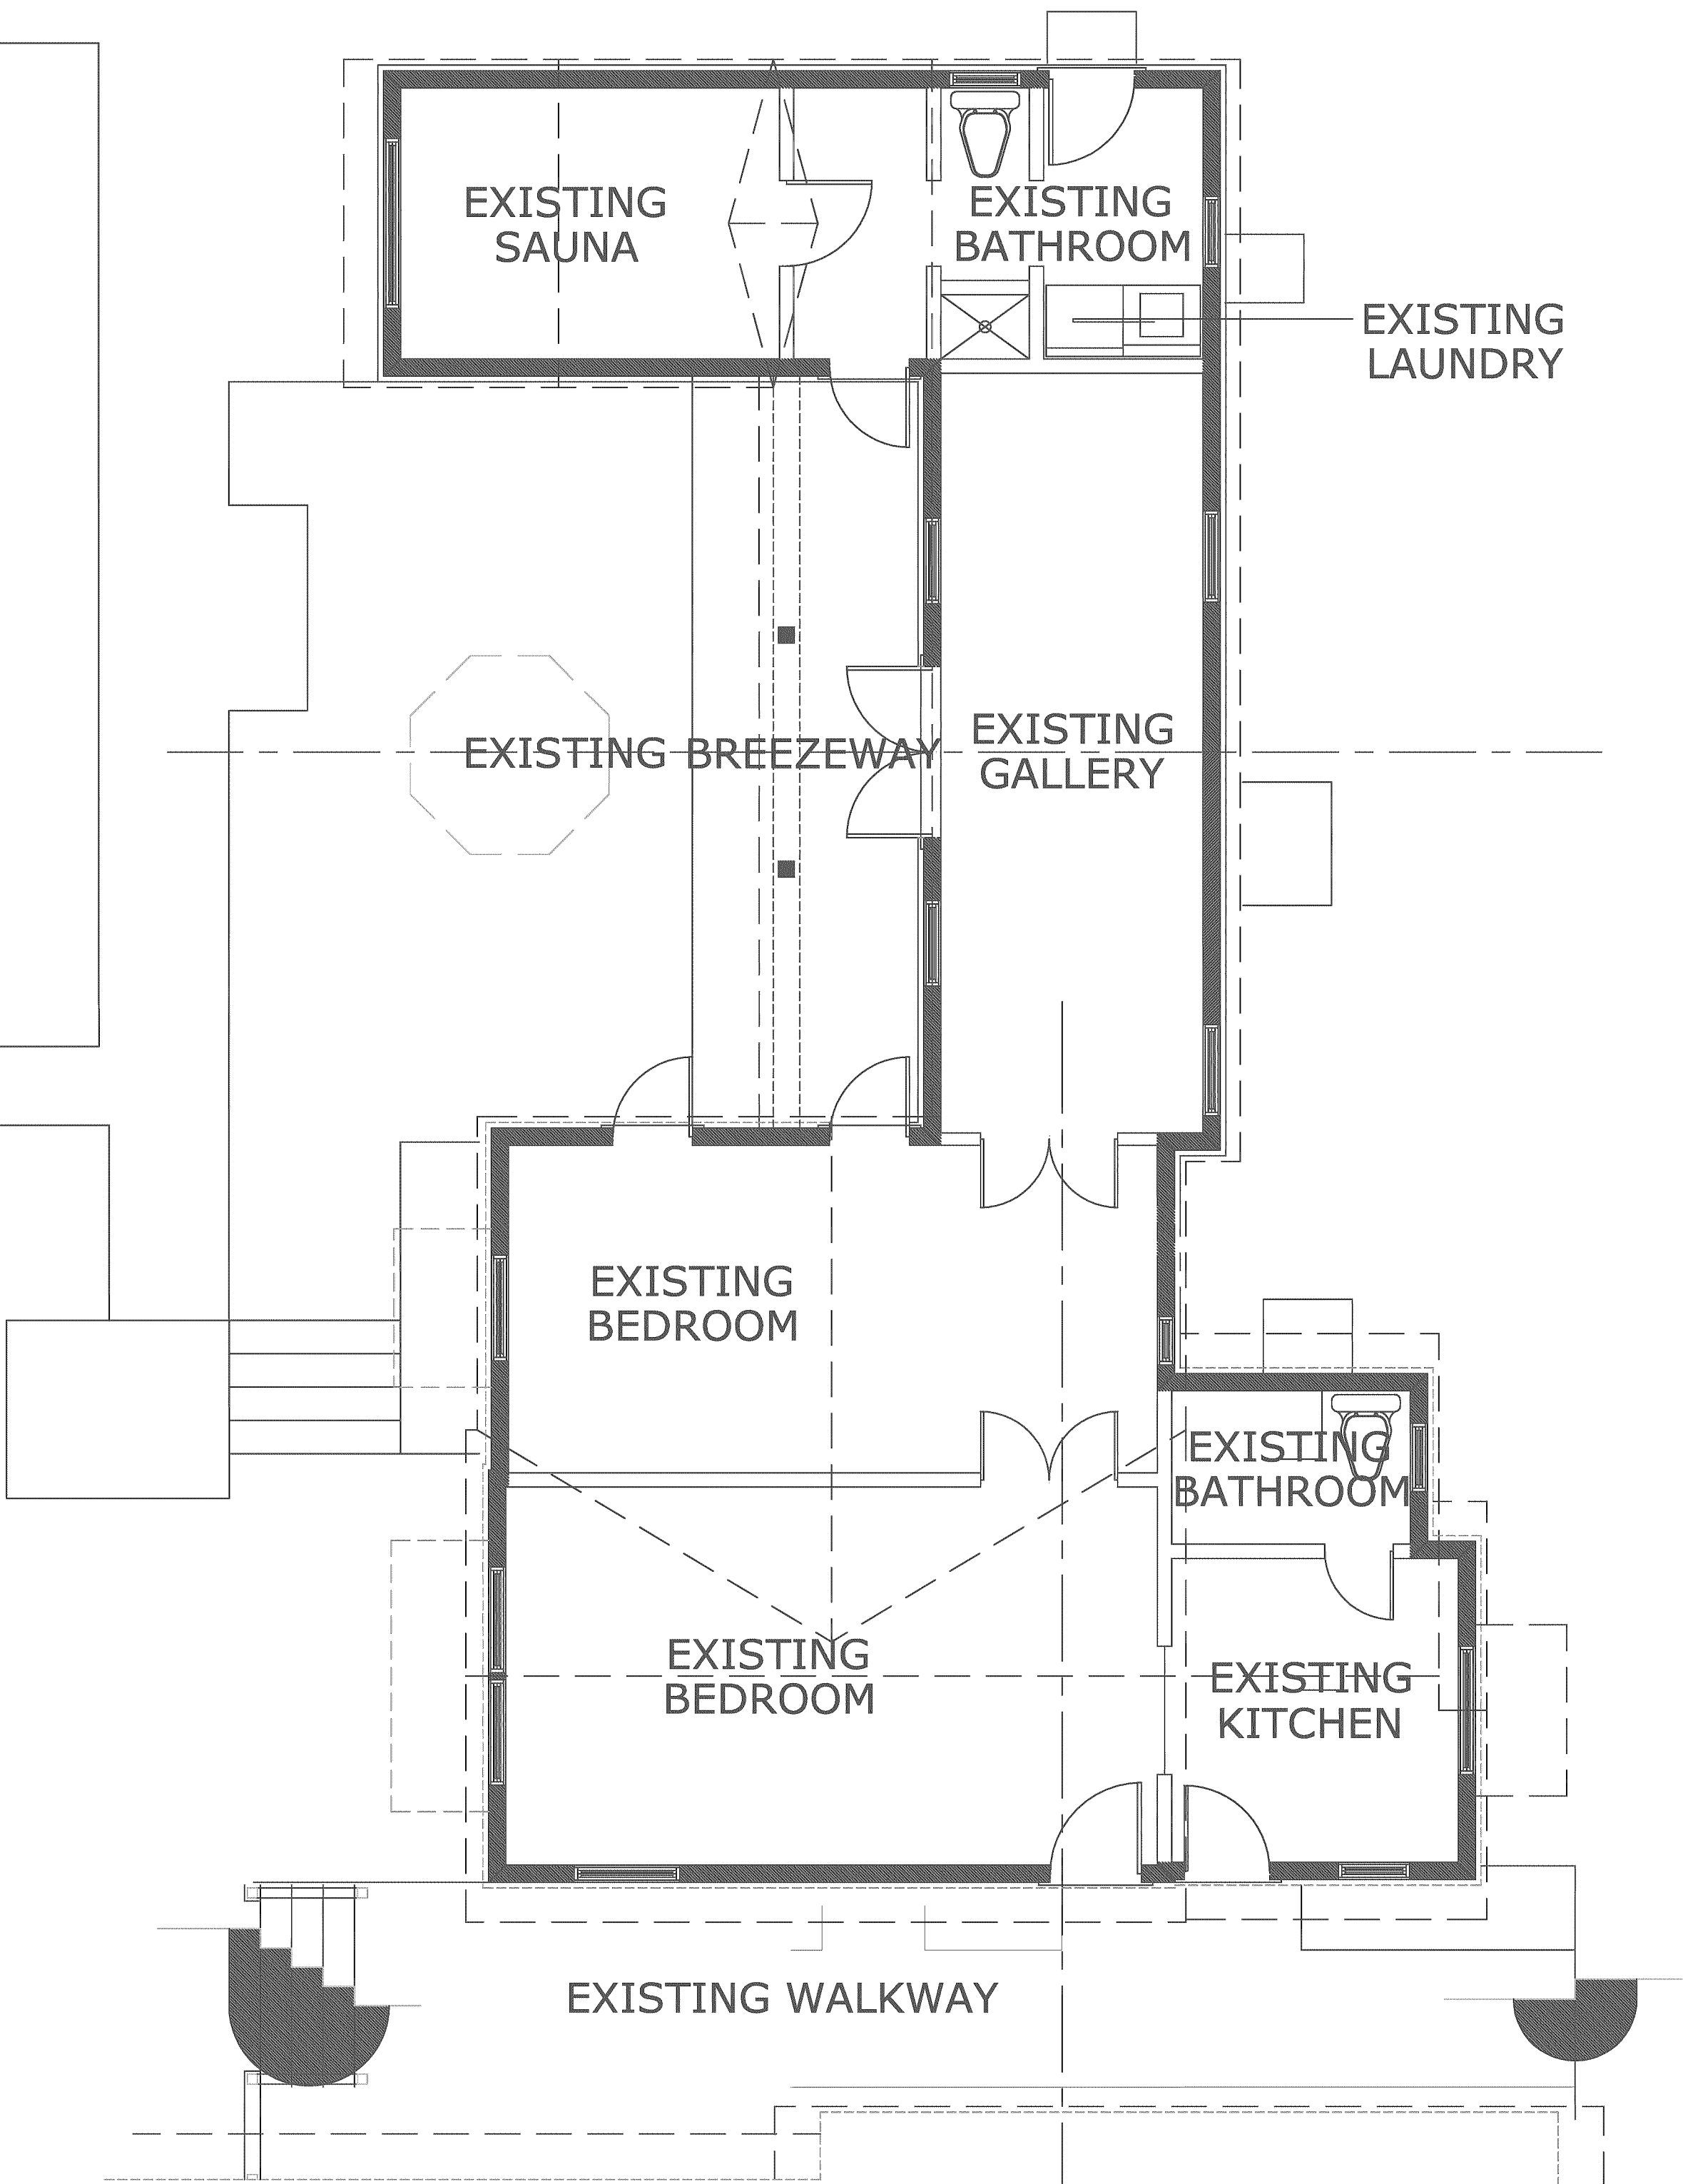 EXISTING
SAUNA
EXISTING
BATHROOM
EXISTING
LAUNDRY
EXISTING BREEZEWAY
EXISTING
GALLERY
EXISTING
BEDROOM
EXISTING
BATHROOM
EXISTING
BEDROOM
EXISTING
KITCHEN
EXISTING WALKWAY